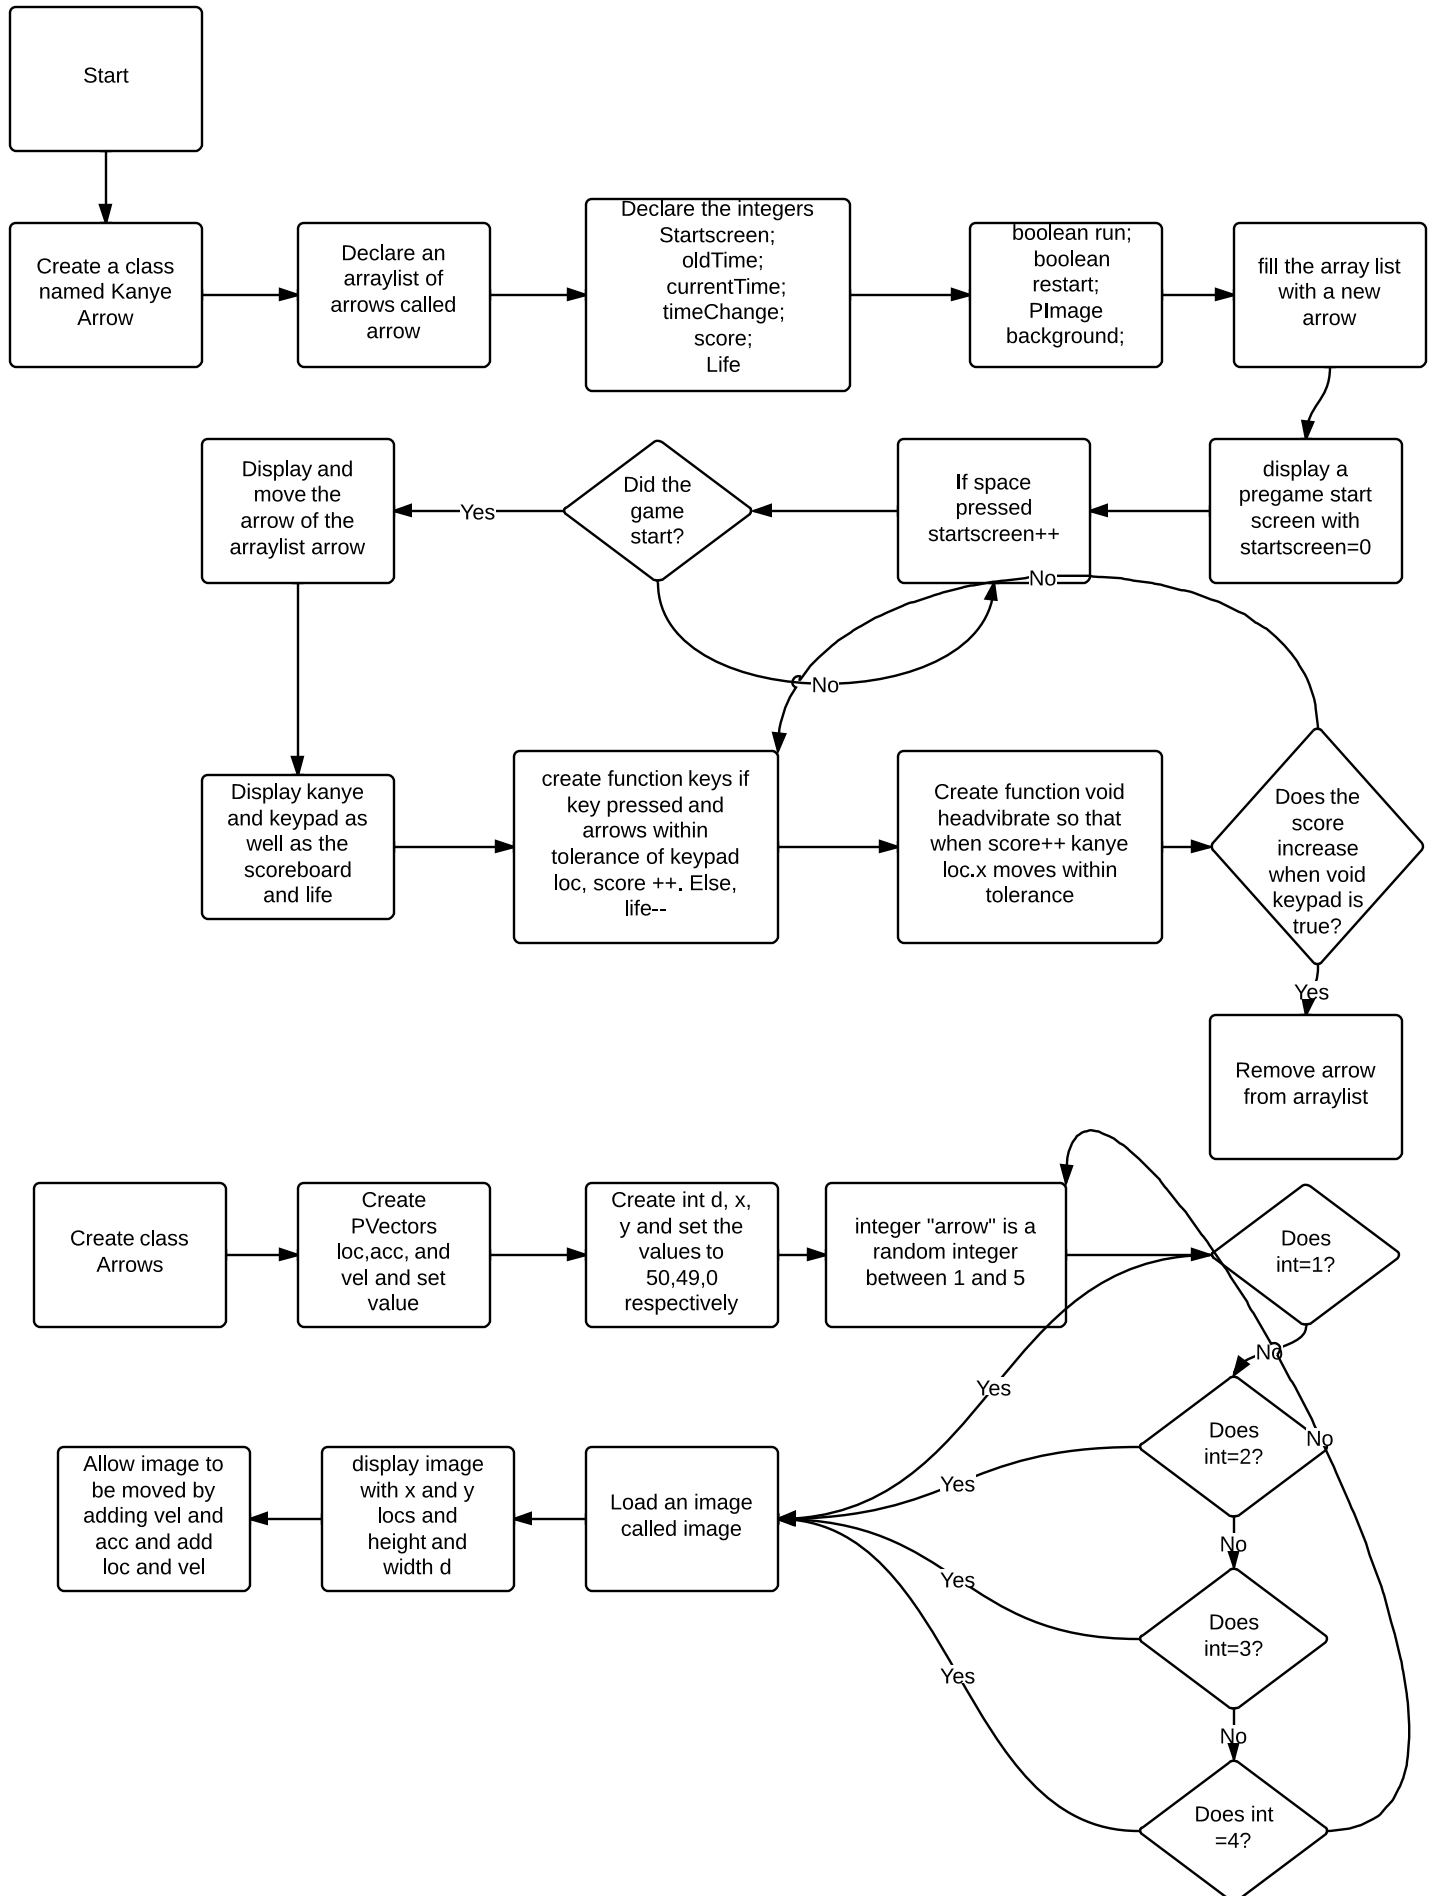 Start
Create a class
named Kanye
Arrow
Declare an
arraylist of
arrows called
arrow
Declare the integers
Startscreen;
oldTime;
currentTime;
timeChange;
score;
Life
boolean run;
boolean
restart;
PImage
background;
fill the array list
with a new
arrow
display a
pregame start
screen with
startscreen=0
If space
pressed
startscreen++
Did the
game
start?
Yes
No
Display and
move the
arrow of the
arraylist arrow
Display kanye
and keypad as
well as the
scoreboard
and life
create function keys if
key pressed and
arrows within
tolerance of keypad
loc, score ++. Else,
life--
Create function void
headvibrate so that
when score++ kanye
loc.x moves within
tolerance
Does the
score
increase
when void
keypad is
true?
No
Yes
Remove arrow
from arraylist
Create class
Arrows
Create
PVectors
loc,acc, and
vel and set
value
Create int d, x,
y and set the
values to
50,49,0
respectively
integer "arrow" is a
random integer
between 1 and 5
Does
int=1?
No
Yes
Does
int=2?
No
Yes
No
Does
int=3?
Yes
No
Does int
=4?
Yes
Load an image
called image
display image
with x and y
locs and
height and
width d
Allow image to
be moved by
adding vel and
acc and add
loc and vel